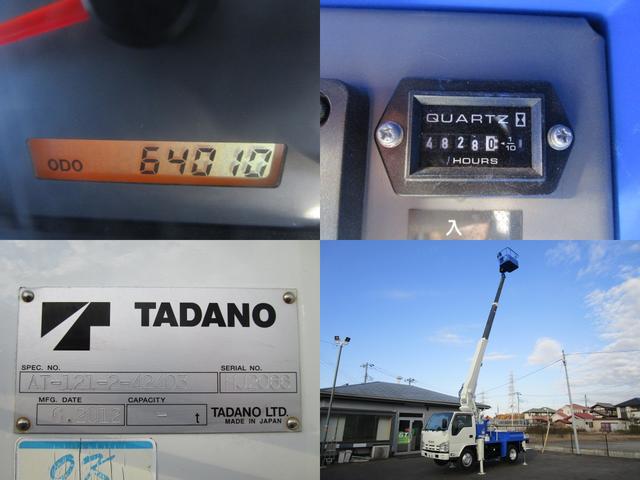 ODO 64010
QUARTZ
48280 1/10
/HOURS
入
TADANO
SPEC. NO.
SERIAL NO.
AT-121-2-42403
MFG. DATE
CAPACITY
6.2012
- t
TADANO LTD.
MADE IN JAPAN